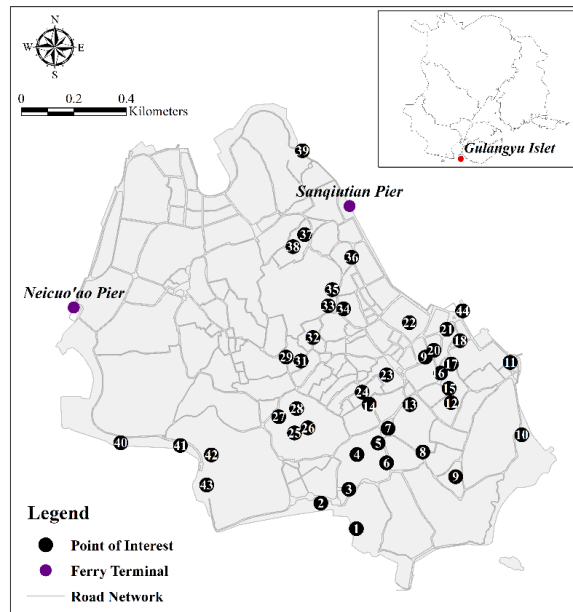 N
W E
S
0 0.2 0.4
Kilometers
Gulangyu Islet
39
Sanqiutian Pier
37
38
36
Neicuo'ao Pier
35
33 34
44
22
21
32
18
20
19
29 31
11
17
16
23
15
24
14 13 12
28
27
26
25
7
10
40
41
5
42
4
8
6
9
43
3
2
1
Legend
Point of Interest
Ferry Terminal
Road Network